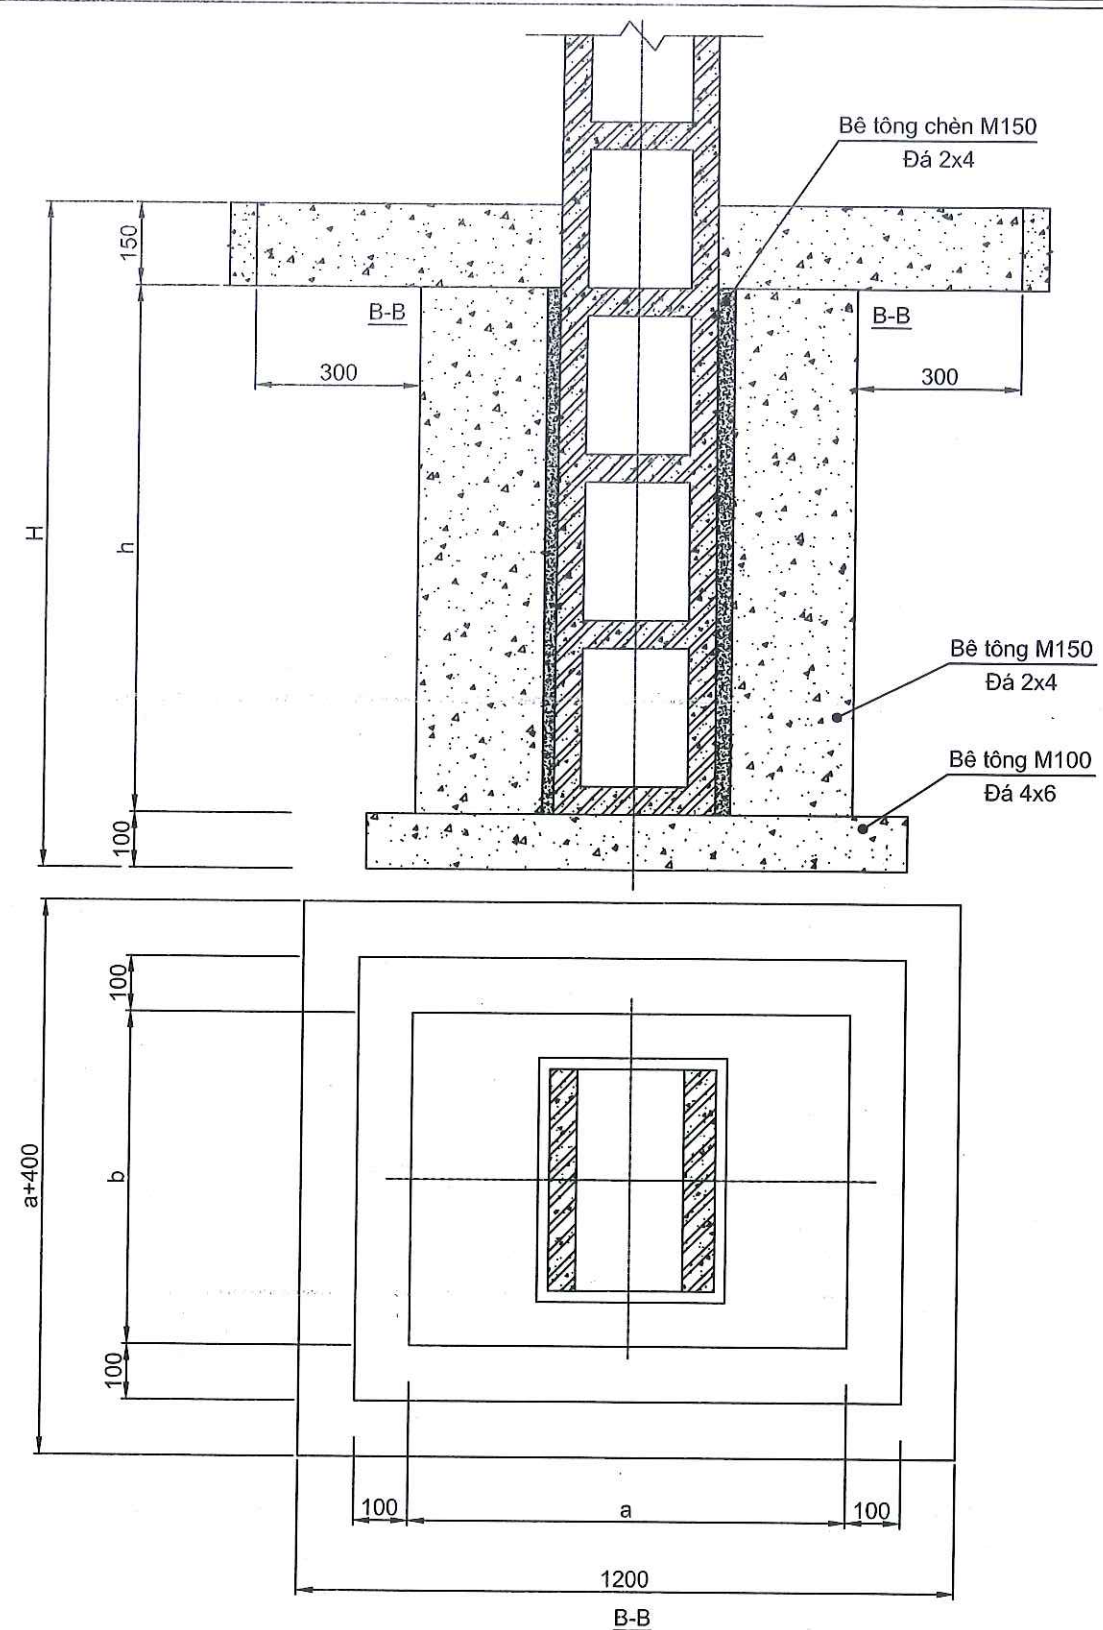 Bê tông chèn M150
Đá 2x4
150
B-B
B-B
300
300
H
h
Bê tông M150
Đá 2x4
Bê tông M100
Đá 4x6
100
100
a+400
b
100
100
a
100
1200
B-B